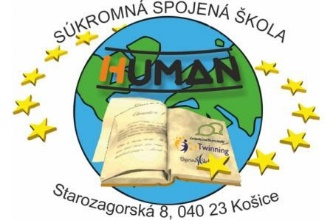 SÚKROMNÁ SPOJENÁ ŠKOLA
HUMAN
Twinning
Starozagorská 8, 040 23 Košice